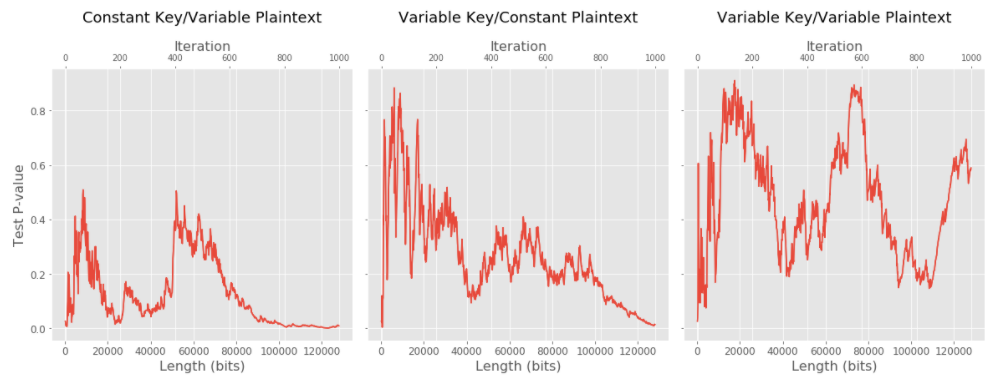 Constant Key/Variable Plaintext
Variable Key/Constant Plaintext
Variable Key/Variable Plaintext
Iteration
Iteration
Iteration
0 200 400 600 800 1000
0 200 400 600 800 1000
0 200 400 600 800 1000
Test P-value
0.8
0.6
0.4
0.2
0.0
0 20000 40000 60000 80000 100000 120000
0 20000 40000 60000 80000 100000 120000
0 20000 40000 60000 80000 100000 120000
Length (bits)
Length (bits)
Length (bits)